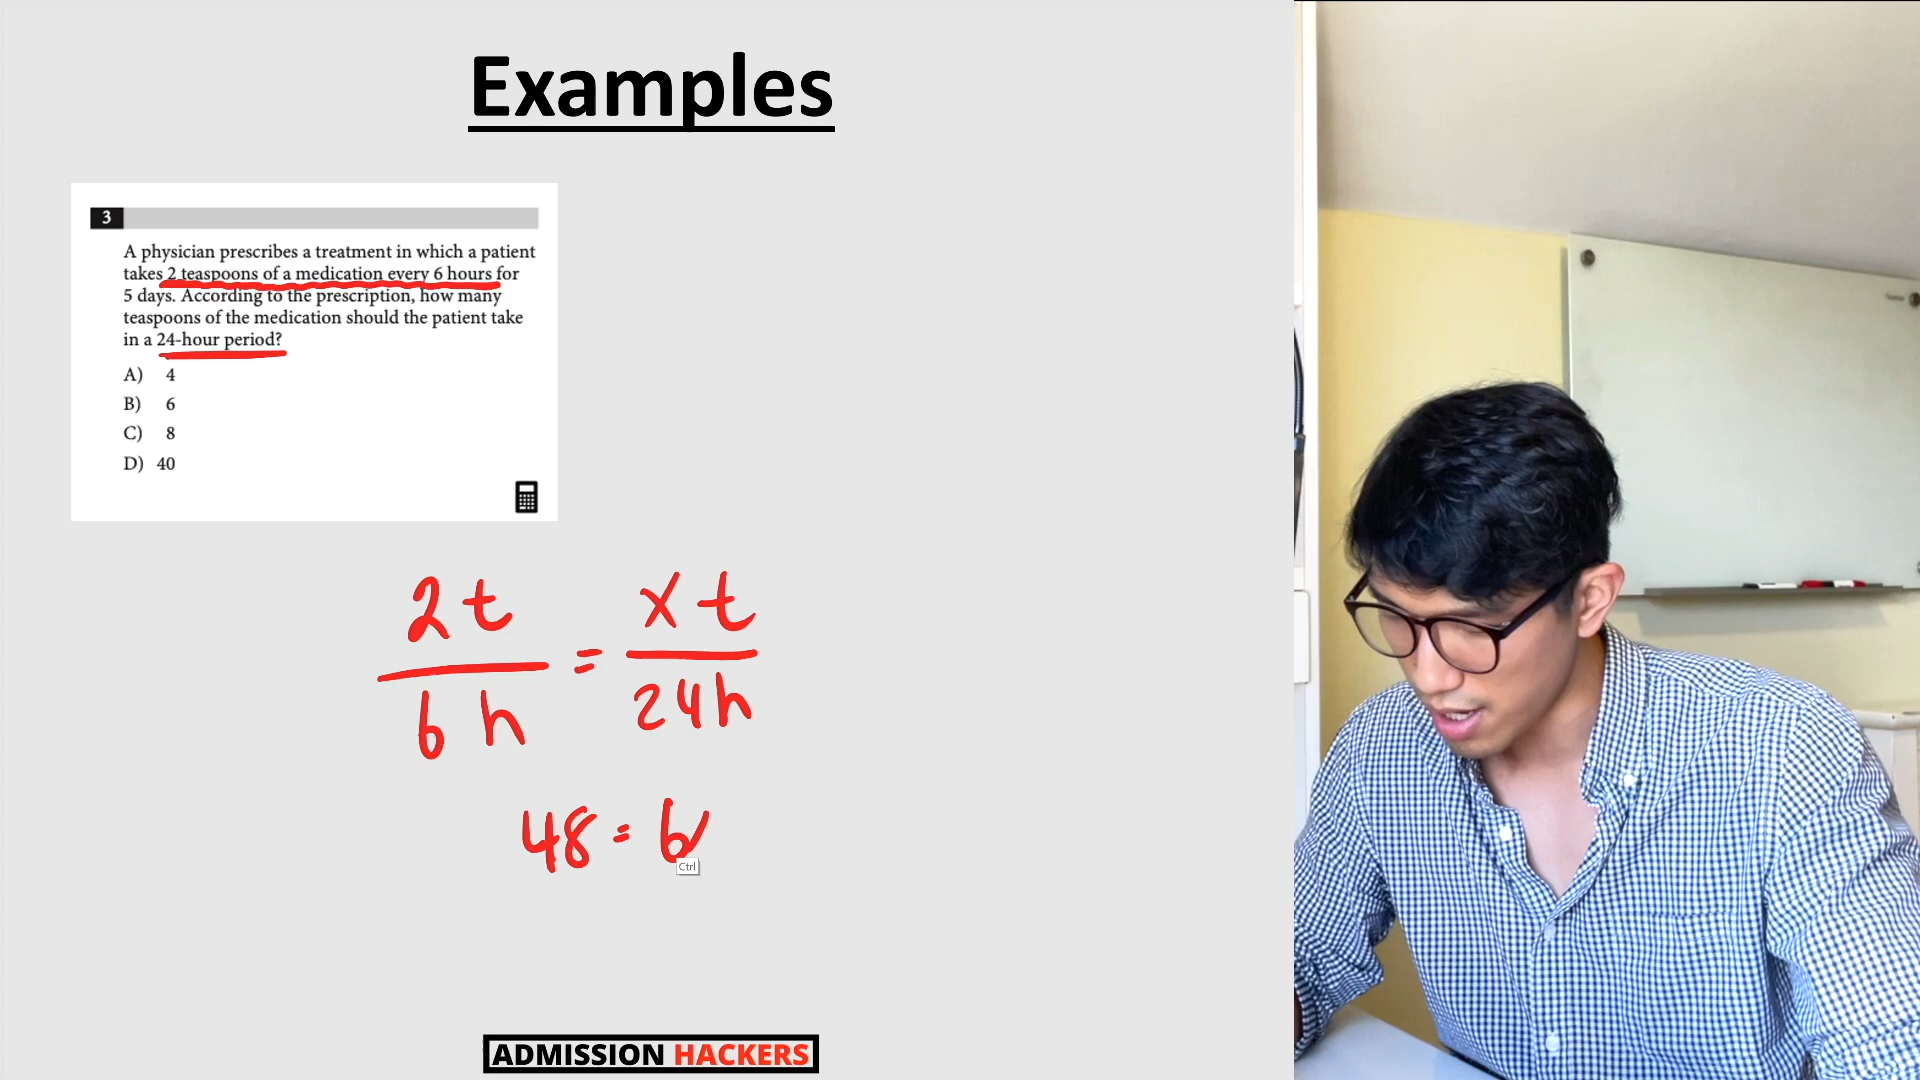 Examples
3
A physician prescribes a treatment in which a patient
takes 2 teaspoons of a medication every 6 hours for
5 days. According to the prescription, how many
teaspoons of the medication should the patient take
in a 24-hour period?
A) 4
B) 6
C) 8
D) 40
2t / 6h = xt / 24h
48 = 6
Ctrl
ADMISSION HACKERS